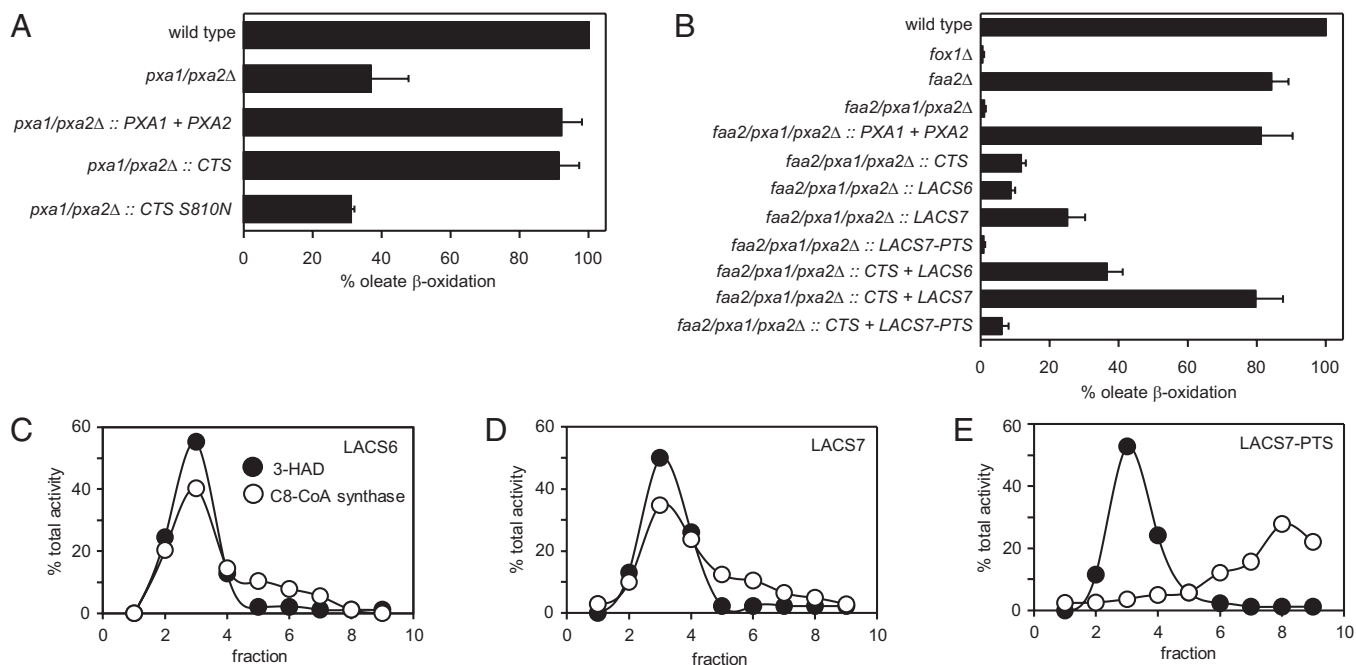 A
wild type
pxa1/pxa2Δ
pxa1/pxa2Δ :: PXA1 + PXA2
pxa1/pxa2Δ :: CTS
pxa1/pxa2Δ :: CTS S810N
0 20 40 60 80 100
% oleate β-oxidation
B
wild type
fox1Δ
faa2Δ
faa2/pxa1/pxa2Δ
faa2/pxa1/pxa2Δ :: PXA1 + PXA2
faa2/pxa1/pxa2Δ :: CTS
faa2/pxa1/pxa2Δ :: LACS6
faa2/pxa1/pxa2Δ :: LACS7
faa2/pxa1/pxa2Δ :: LACS7-PTS
faa2/pxa1/pxa2Δ :: CTS + LACS6
faa2/pxa1/pxa2Δ :: CTS + LACS7
faa2/pxa1/pxa2Δ :: CTS + LACS7-PTS
0 20 40 60 80 100
% oleate β-oxidation
C
LACS6
3-HAD
C8-CoA synthase
% total activity
60
40
20
0
0 2 4 6 8 10
fraction
D
LACS7
% total activity
60
40
20
0
0 2 4 6 8 10
fraction
E
LACS7-PTS
% total activity
60
40
20
0
0 2 4 6 8 10
fraction